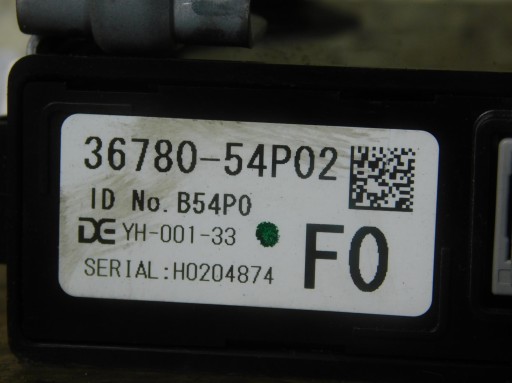 36780-54P02
ID No. B54P0
DE YH-001-33
F0
SERIAL:H0204874